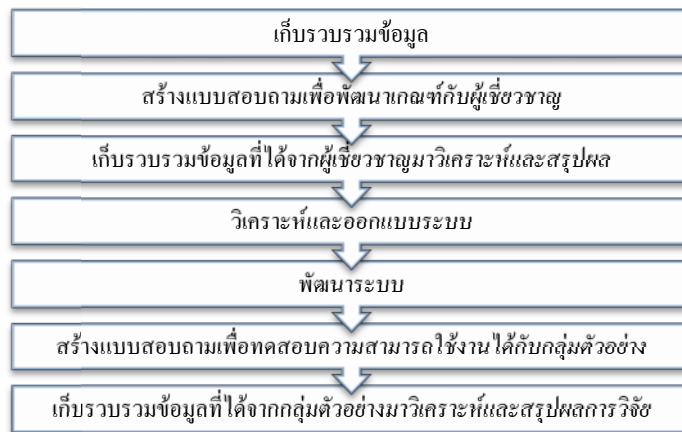 เก็บรวบรวมข้อมูล
สร้างแบบสอบถามเพื่อพัฒนาเกณฑ์กับผู้เชี่ยวชาญ
เก็บรวบรวมข้อมูลที่ได้จากผู้เชี่ยวชาญมาวิเคราะห์และสรุปผล
วิเคราะห์และออกแบบระบบ
พัฒนาระบบ
สร้างแบบสอบถามเพื่อทดสอบความสามารถใช้งานได้กับกลุ่มตัวอย่าง
เก็บรวบรวมข้อมูลที่ได้จากกลุ่มตัวอย่างมาวิเคราะห์และสรุปผลการวิจัย